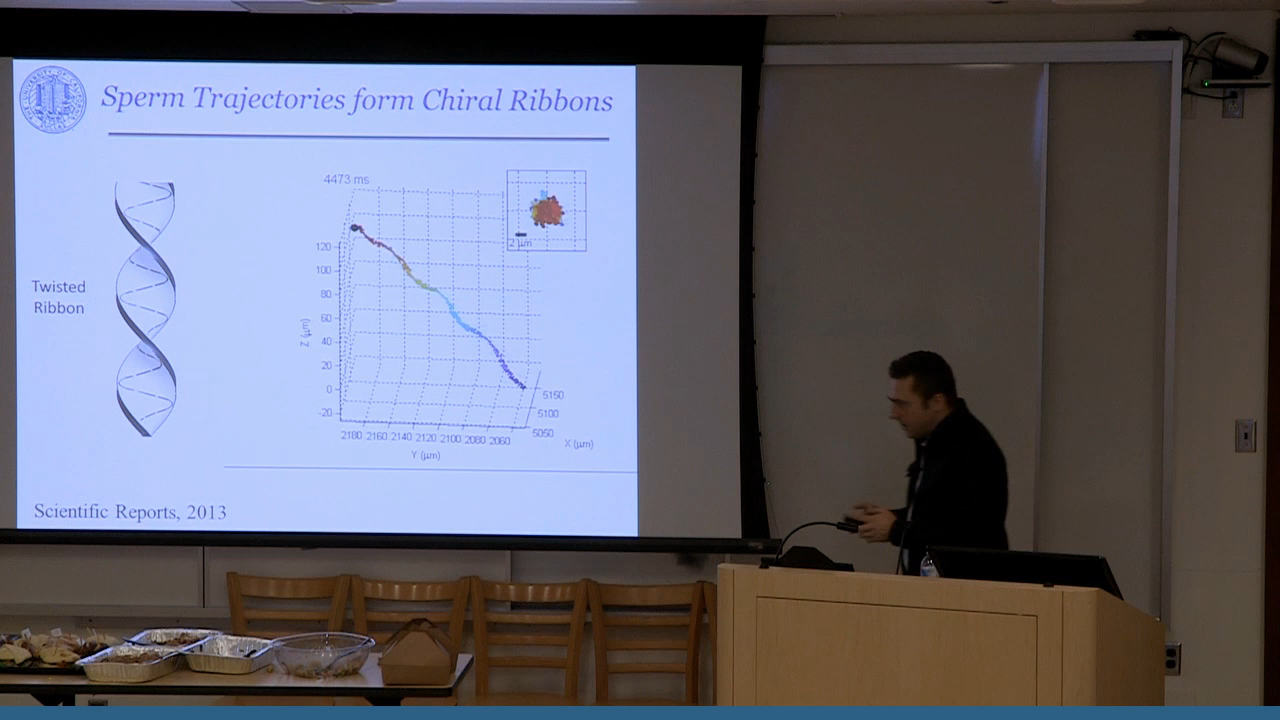 Sperm Trajectories form Chiral Ribbons
4473 ms
2 μm
Twisted
Ribbon
120
100
80
60
40
20
0
-20
Z (μm)
2180 2160 2140 2120 2100 2080 2060
Y (μm)
5150
5100
5050
X (μm)
Scientific Reports, 2013